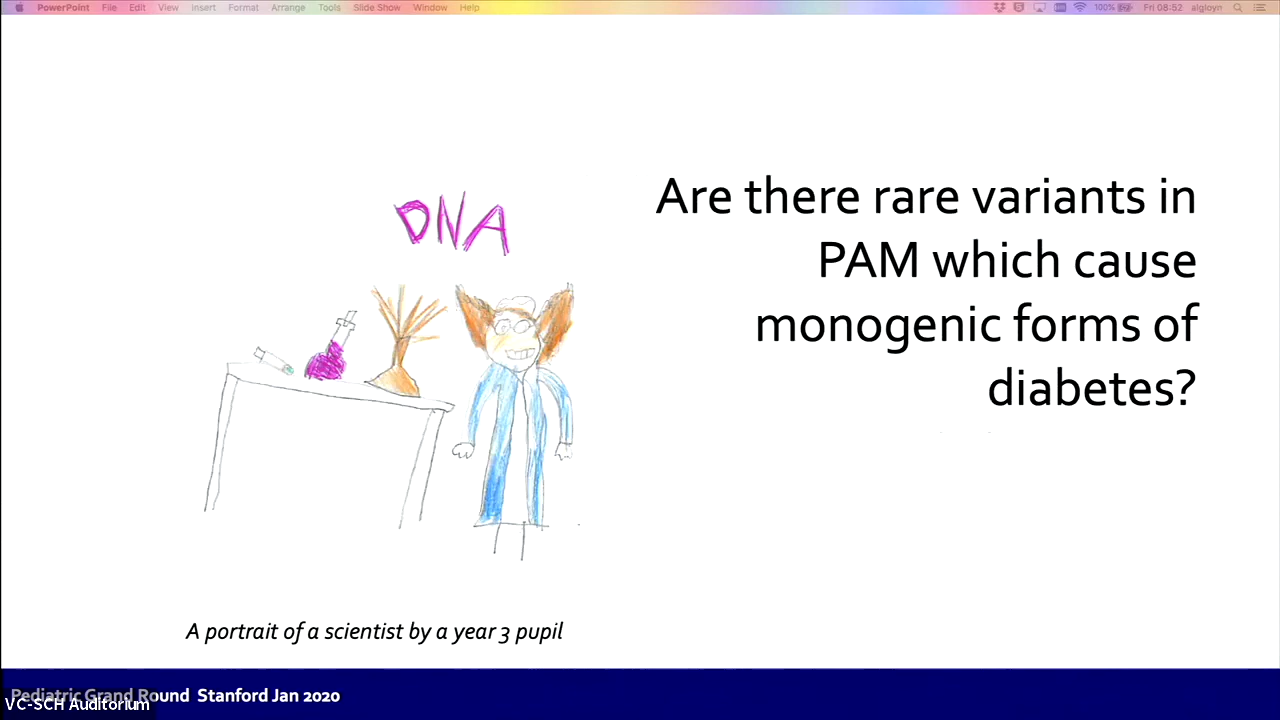 PowerPoint File Edit View Insert Format Arrange Tools Slide Show Window Help 100% Fri 08:52 algloyn
DNA
Are there rare variants in
PAM which cause
monogenic forms of
diabetes?
A portrait of a scientist by a year 3 pupil
Pediatric Grand Round Stanford Jan 2020
VC-SCH Auditorium